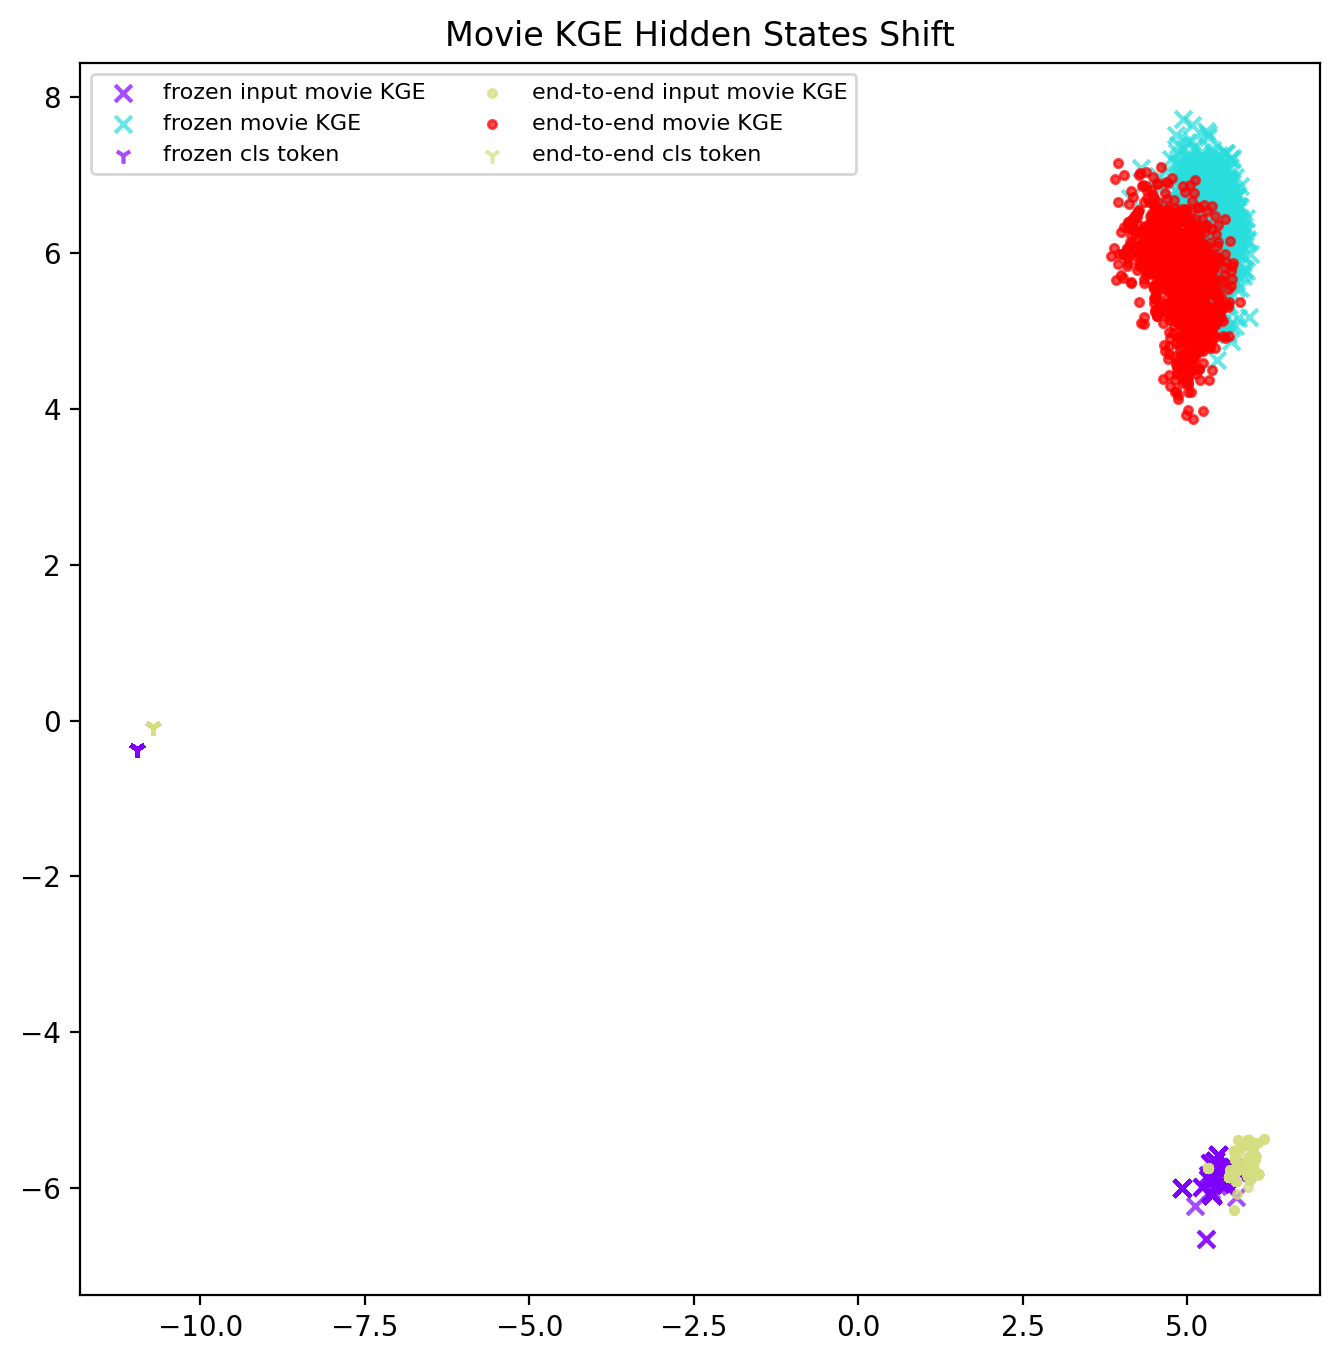 Movie KGE Hidden States Shift
frozen input movie KGE
frozen movie KGE
frozen cls token
end-to-end input movie KGE
end-to-end movie KGE
end-to-end cls token
8
6
4
2
0
−2
−4
−6
−10.0 −7.5 −5.0 −2.5 0.0 2.5 5.0